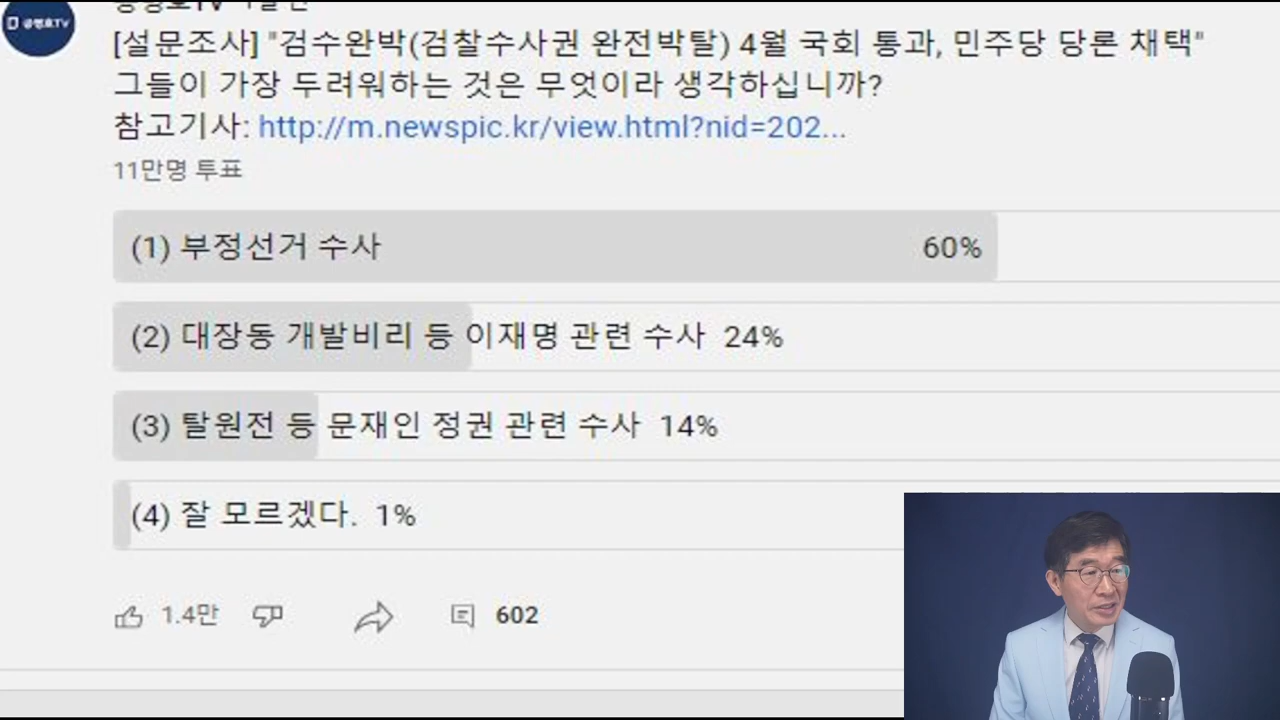 [설문조사] "검수완박(검찰수사권 완전박탈) 4월 국회 통과, 민주당 당론 채택"
그들이 가장 두려워하는 것은 무엇이라 생각하십니까?
참고기사: http://m.newspic.kr/view.html?nid=202...
11만명 투표
(1) 부정선거 수사 60%
(2) 대장동 개발비리 등 이재명 관련 수사 24%
(3) 탈원전 등 문재인 정권 관련 수사 14%
(4) 잘 모르겠다. 1%
1.4만 602